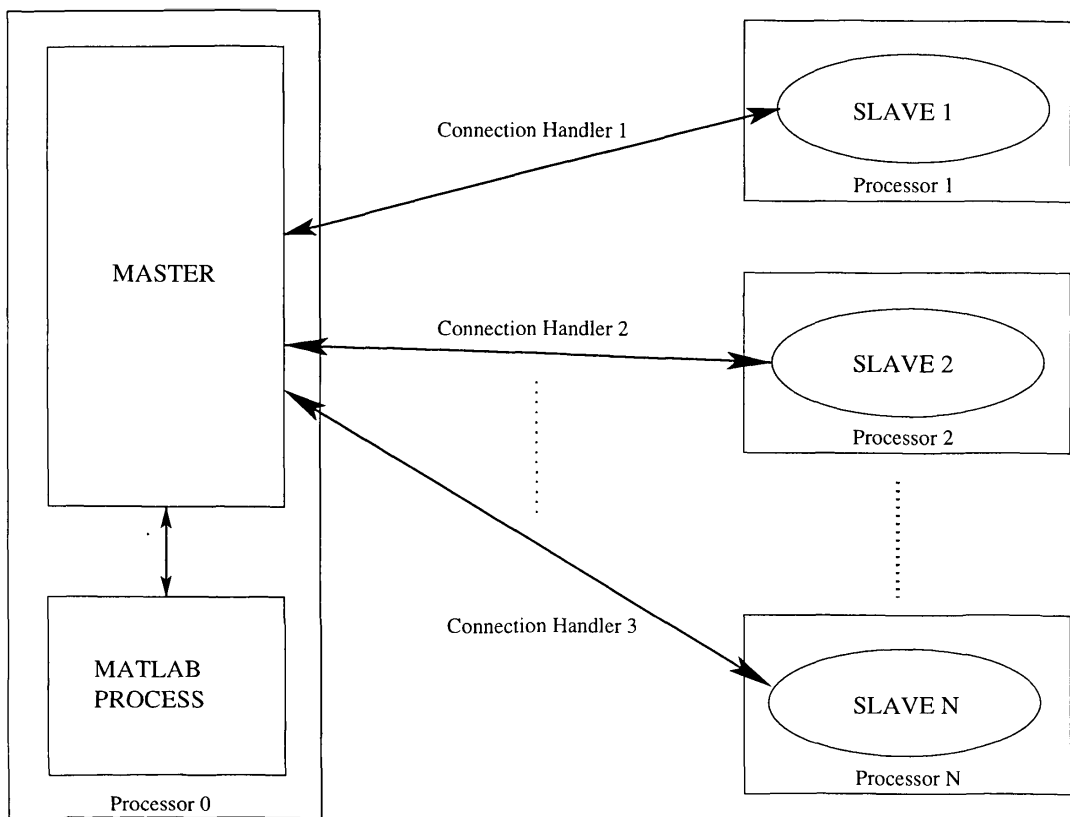 MASTER
MATLAB
PROCESS
Processor 0
Connection Handler 1
Connection Handler 2
Connection Handler 3
SLAVE 1
Processor 1
SLAVE 2
Processor 2
SLAVE N
Processor N